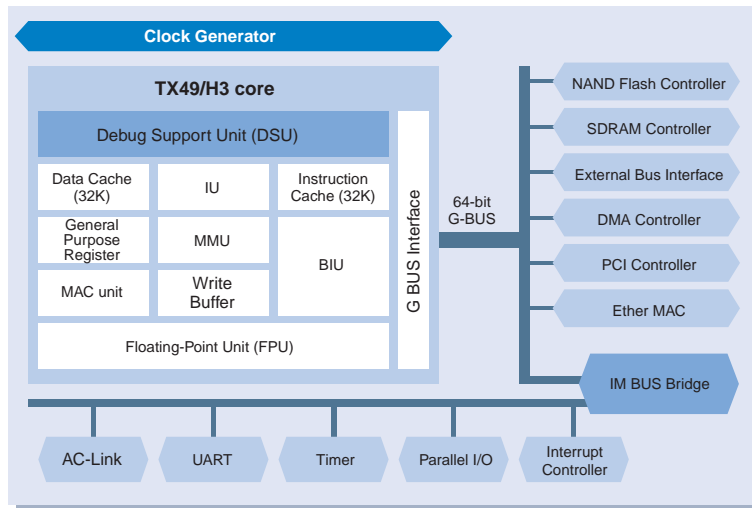 Clock Generator
TX49/H3 core
Debug Support Unit (DSU)
Data Cache
(32K)
IU
Instruction
Cache (32K)
General
Purpose
Register
MMU
BIU
MAC unit
Write
Buffer
Floating-Point Unit (FPU)
G BUS Interface
64-bit
G-BUS
NAND Flash Controller
SDRAM Controller
External Bus Interface
DMA Controller
PCI Controller
Ether MAC
IM BUS Bridge
AC-Link
UART
Timer
Parallel I/O
Interrupt
Controller